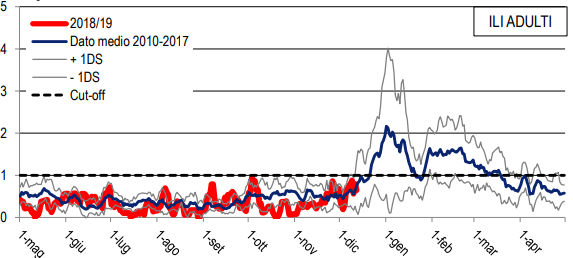 5
4
3
2
1
0
2018/19
Dato medio 2010-2017
+ 1DS
- 1DS
Cut-off
ILI ADULTI
1-mag
1-giu
1-lug
1-ago
1-set
1-ott
1-nov
1-dic
1-gen
1-feb
1-mar
1-apr